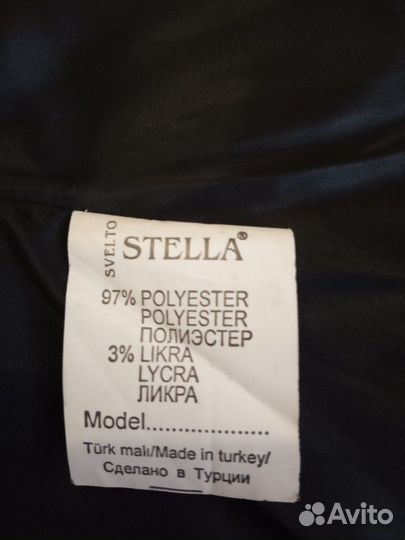 SVELTO
STELLA®
97% POLYESTER
POLYESTER
ПОЛИЭСТЕР
3% LIKRA
LYCRA
ЛИКРА
Model....................
Türk malı/Made in turkey/
Сделано в Турции
Avito